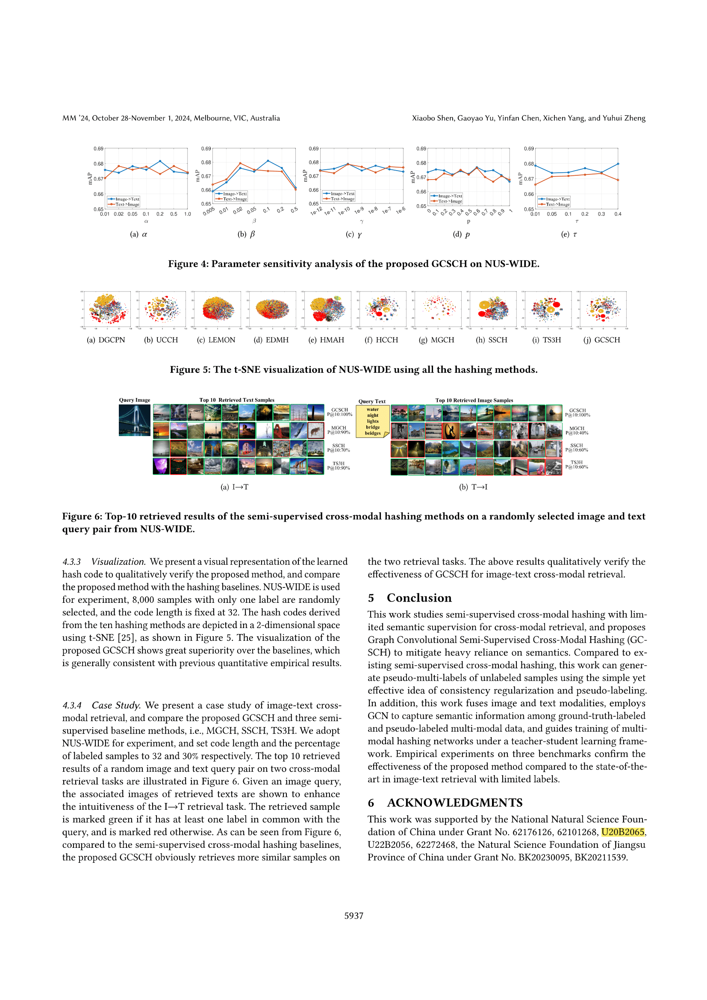 MM '24, October 28-November 1, 2024, Melbourne, VIC, Australia
Xiaobo Shen, Gaoyao Yu, Yinfan Chen, Xichen Yang, and Yuhui Zheng
0.69
0.68
0.67
0.66
0.65
mAP
Image->Text
Text->Image
0.01 0.02 0.05 0.1 0.2 0.5 1.0
α
(a) α
0.69
0.68
0.67
0.66
0.65
mAP
Image->Text
Text->Image
0.005 0.01 0.02 0.05 0.1 0.2 0.5
β
(b) β
0.69
0.68
0.67
0.66
0.65
mAP
Image->Text
Text->Image
1e-12 1e-11 1e-10 1e-9 1e-8 1e-7 1e-6
γ
(c) γ
0.69
0.68
0.67
0.66
0.65
mAP
Image->Text
Text->Image
0 0.1 0.2 0.3 0.4 0.5 0.6 0.7 0.8 0.9 1
p
(d) p
0.69
0.68
0.67
0.66
0.65
mAP
Image->Text
Text->Image
0.01 0.05 0.1 0.2 0.3 0.4
τ
(e) τ
Figure 4: Parameter sensitivity analysis of the proposed GCSCH on NUS-WIDE.
(a) DGCPN (b) UCCH (c) LEMON (d) EDMH (e) HMAH (f) HCCH (g) MGCH (h) SSCH (i) TS3H (j) GCSCH
Figure 5: The t-SNE visualization of NUS-WIDE using all the hashing methods.
Query Image
Top 10 Retrieved Text Samples
GCSCH
P@10:100%
MGCH
P@10:90%
SSCH
P@10:70%
TS3H
P@10:90%
(a) I→T
Query Text
water
night
lights
bridge
beidges
Top 10 Retrieved Image Samples
GCSCH
P@10:100%
MGCH
P@10:40%
SSCH
P@10:60%
TS3H
P@10:60%
(b) T→I
Figure 6: Top-10 retrieved results of the semi-supervised cross-modal hashing methods on a randomly selected image and text
query pair from NUS-WIDE.
4.3.3 Visualization. We present a visual representation of the learned
hash code to qualitatively verify the proposed method, and compare
the proposed method with the hashing baselines. NUS-WIDE is used
for experiment, 8,000 samples with only one label are randomly
selected, and the code length is fixed at 32. The hash codes derived
from the ten hashing methods are depicted in a 2-dimensional space
using t-SNE [25], as shown in Figure 5. The visualization of the
proposed GCSCH shows great superiority over the baselines, which
is generally consistent with previous quantitative empirical results.
4.3.4 Case Study. We present a case study of image-text cross-
modal retrieval, and compare the proposed GCSCH and three semi-
supervised baseline methods, i.e., MGCH, SSCH, TS3H. We adopt
NUS-WIDE for experiment, and set code length and the percentage
of labeled samples to 32 and 30% respectively. The top 10 retrieved
results of a random image and text query pair on two cross-modal
retrieval tasks are illustrated in Figure 6. Given an image query,
the associated images of retrieved texts are shown to enhance
the intuitiveness of the I→T retrieval task. The retrieved sample
is marked green if it has at least one label in common with the
query, and is marked red otherwise. As can be seen from Figure 6,
compared to the semi-supervised cross-modal hashing baselines,
the proposed GCSCH obviously retrieves more similar samples on
the two retrieval tasks. The above results qualitatively verify the
effectiveness of GCSCH for image-text cross-modal retrieval.
5 Conclusion
This work studies semi-supervised cross-modal hashing with lim-
ited semantic supervision for cross-modal retrieval, and proposes
Graph Convolutional Semi-Supervised Cross-Modal Hashing (GC-
SCH) to mitigate heavy reliance on semantics. Compared to ex-
isting semi-supervised cross-modal hashing, this work can gener-
ate pseudo-multi-labels of unlabeled samples using the simple yet
effective idea of consistency regularization and pseudo-labeling.
In addition, this work fuses image and text modalities, employs
GCN to capture semantic information among ground-truth-labeled
and pseudo-labeled multi-modal data, and guides training of multi-
modal hashing networks under a teacher-student learning frame-
work. Empirical experiments on three benchmarks confirm the
effectiveness of the proposed method compared to the state-of-the-
art in image-text retrieval with limited labels.
6 ACKNOWLEDGMENTS
This work was supported by the National Natural Science Foun-
dation of China under Grant No. 62176126, 62101268, U20B2065,
U22B2056, 62272468, the Natural Science Foundation of Jiangsu
Province of China under Grant No. BK20230095, BK20211539.
5937